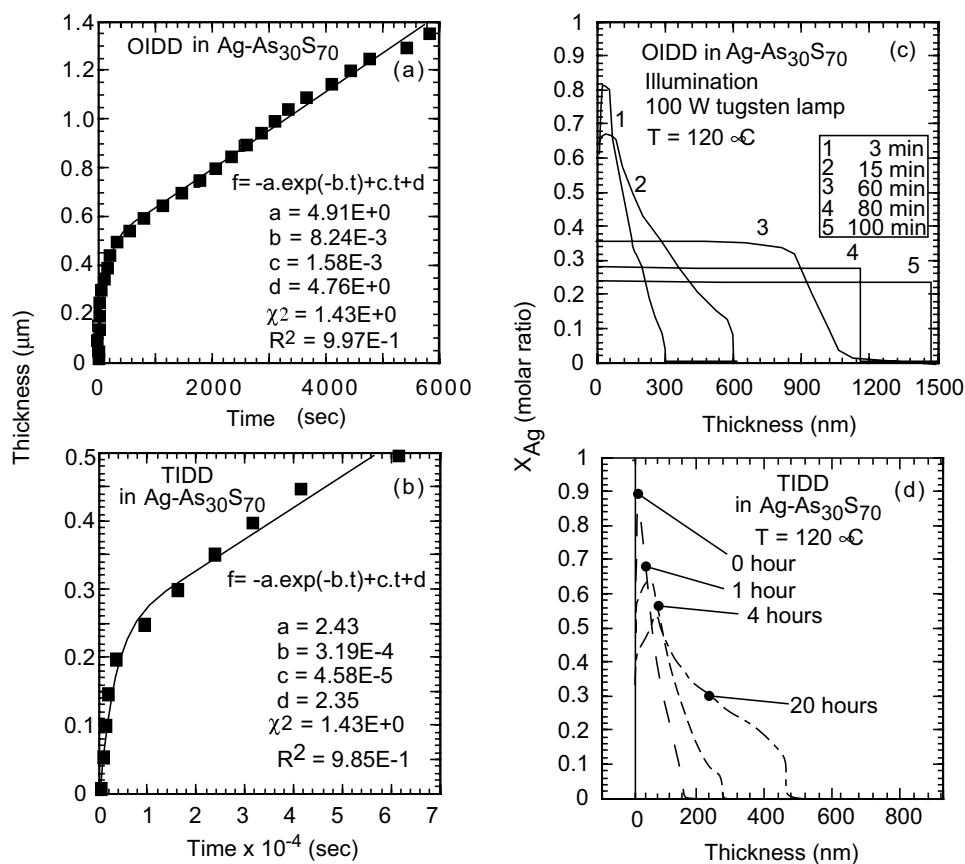 Thickness (μm)
1.4
1.2
1.0
0.8
0.6
0.4
0.2
0
OIDD in Ag-As30S70
(a)
f= -a.exp(-b.t)+c.t+d
a = 4.91E+0
b = 8.24E-3
c = 1.58E-3
d = 4.76E+0
χ2 = 1.43E+0
R2 = 9.97E-1
0 2000 4000 6000
Time (sec)
0.5
0.4
0.3
0.2
0.1
0
TIDD
in Ag-As30S70
(b)
f= -a.exp(-b.t)+c.t+d
a = 2.43
b = 3.19E-4
c = 4.58E-5
d = 2.35
χ2 = 1.43E+0
R2 = 9.85E-1
0 1 2 3 4 5 6 7
Time x 10-4 (sec)
XAg (molar ratio)
1
0.9
0.8
0.7
0.6
0.5
0.4
0.3
0.2
0.1
0
OIDD in Ag-As30S70
(c)
Illumination
100 W tugsten lamp
T = 120 ∞C
1 3 min
2 15 min
3 60 min
4 80 min
5 100 min
1
2
3
4
5
0 300 600 900 1200 1500
Thickness (nm)
1
0.9
0.8
0.7
0.6
0.5
0.4
0.3
0.2
0.1
0
TIDD
(d)
in Ag-As30S70
T = 120 ∞C
0 hour
1 hour
4 hours
20 hours
0 200 400 600 800
Thickness (nm)